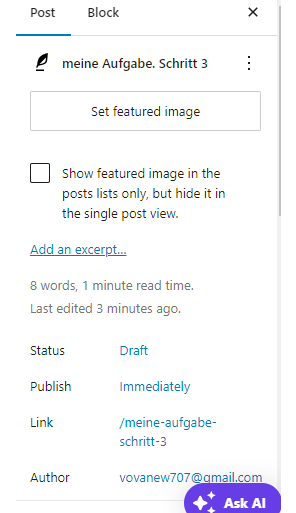 Post Block
meine Aufgabe. Schritt 3
Set featured image
Show featured image in the
posts lists only, but hide it in
the single post view.
Add an excerpt...
8 words, 1 minute read time.
Last edited 3 minutes ago.
Status Draft
Publish Immediately
Link /meine-aufgabe-
schritt-3
Author vovanew707@gmail.com
Ask AI